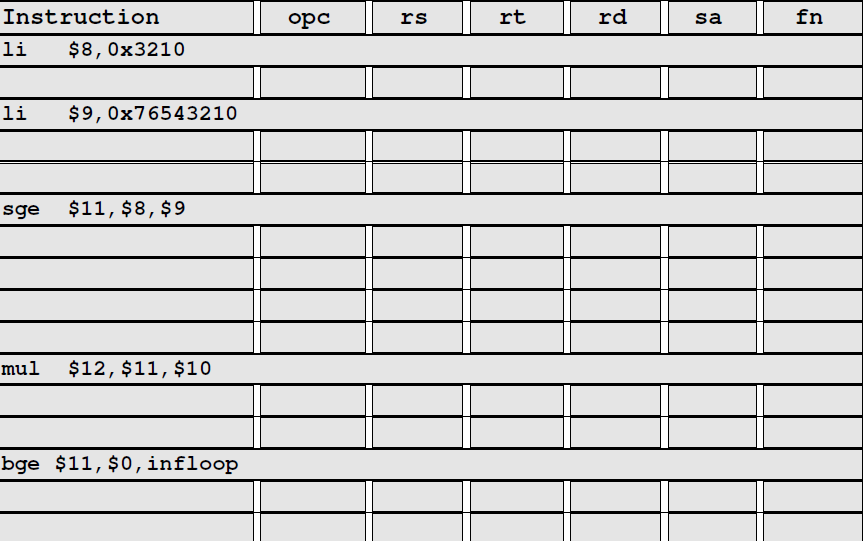 Instruction opc rs rt rd sa fn
li $8,0x3210
li $9,0x76543210
sge $11,$8,$9
mul $12,$11,$10
bge $11,$0,infloop